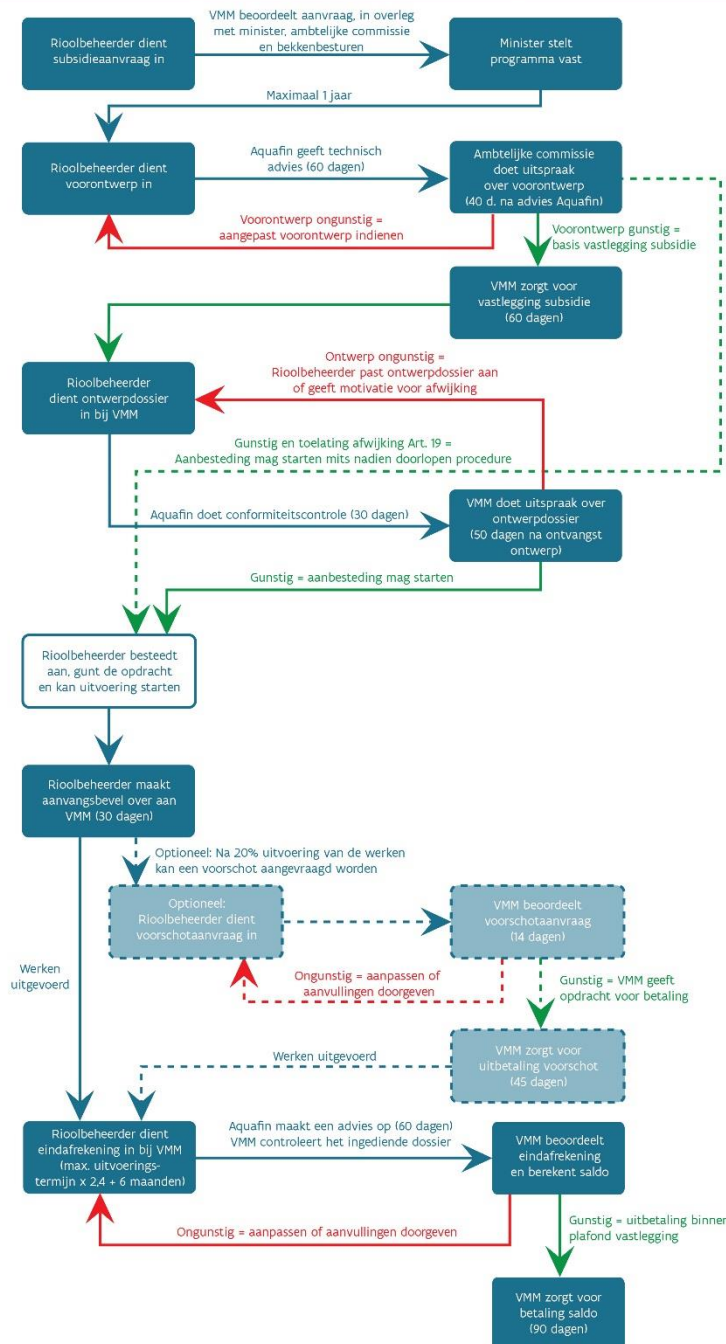 Rioolbeheerder dient
subsidieaanvraag in
VMM beoordeelt aanvraag, in overleg
met minister, ambtelijke commissie
en bekkenbesturen
Minister stelt
programma vast
Maximaal 1 jaar
Rioolbeheerder dient
voorontwerp in
Aquafin geeft technisch
advies (60 dagen)
Ambtelijke commissie
doet uitspraak
over voorontwerp
(40 d. na advies Aquafin)
Voorontwerp ongunstig =
aangepast voorontwerp indienen
Voorontwerp gunstig =
basis vastlegging subsidie
VMM zorgt voor
vastlegging subsidie
(60 dagen)
Ontwerp ongunstig =
Rioolbeheerder past ontwerpdossier aan
of geeft motivatie voor afwijking
Rioolbeheerder
dient ontwerpdossier
in bij VMM
Gunstig en toelating afwijking Art. 19 =
Aanbesteding mag starten mits nadien doorlopen procedure
Aquafin doet conformiteitscontrole (30 dagen)
VMM doet uitspraak over
ontwerpdossier
(50 dagen na ontvangst
ontwerp)
Gunstig = aanbesteding mag starten
Rioolbeheerder besteedt
aan, gunt de opdracht
en kan uitvoering starten
Rioolbeheerder maakt
aanvangsbevel over aan
VMM (30 dagen)
Optioneel: Na 20% uitvoering van de werken
kan een voorschot aangevraagd worden
Optioneel:
Rioolbeheerder dient
voorschotaanvraag in
VMM beoordeelt
voorschotaanvraag
(14 dagen)
Werken
uitgevoerd
Ongunstig = aanpassen of
aanvullingen doorgeven
Gunstig = VMM geeft
opdracht voor betaling
Werken uitgevoerd
VMM zorgt voor
uitbetaling voorschot
(45 dagen)
Rioolbeheerder dient
eindafrekening in bij VMM
(max. uitvoerings-
termijn x 2,4 + 6 maanden)
Aquafin maakt een advies op (60 dagen)
VMM controleert het ingediende dossier
VMM beoordeelt
eindafrekening
en berekent saldo
Ongunstig = aanpassen of aanvullingen doorgeven
Gunstig = uitbetaling binnen
plafond vastlegging
VMM zorgt voor
betaling saldo
(90 dagen)